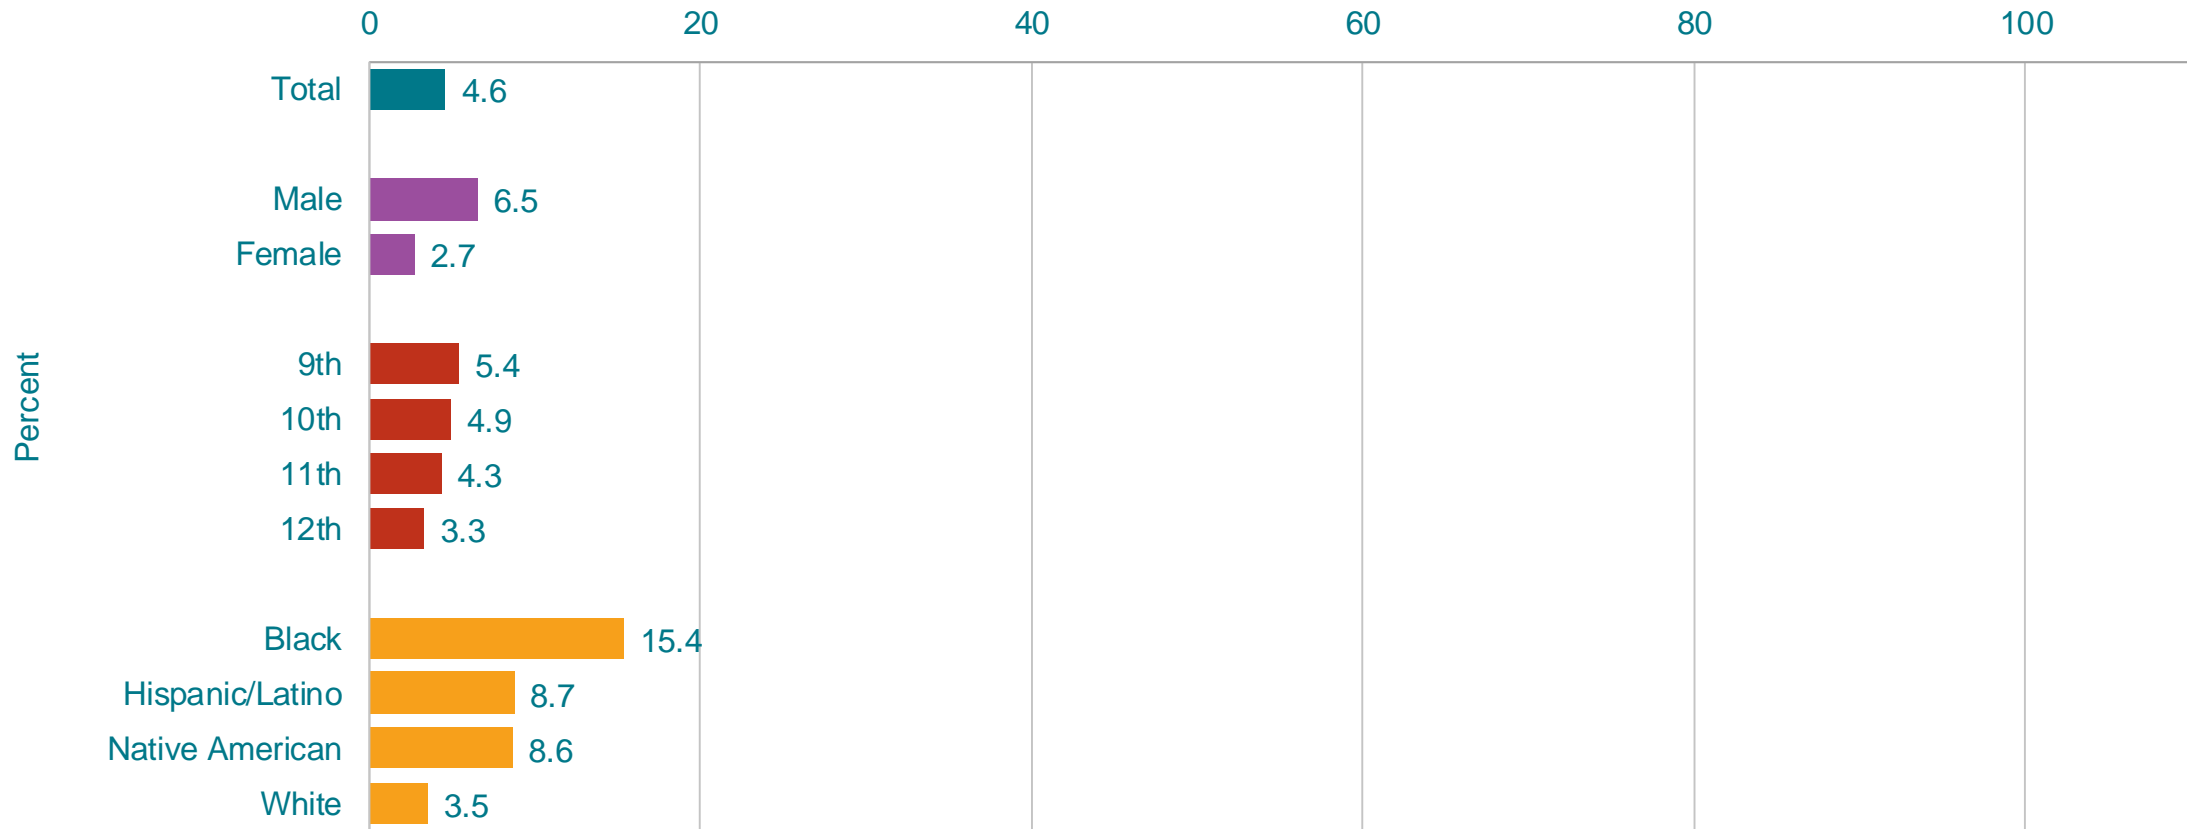 0 20 40 60 80 100
Total 4.6
Male 6.5
Female 2.7
Percent
9th 5.4
10th 4.9
11th 4.3
12th 3.3
Black 15.4
Hispanic/Latino 8.7
Native American 8.6
White 3.5